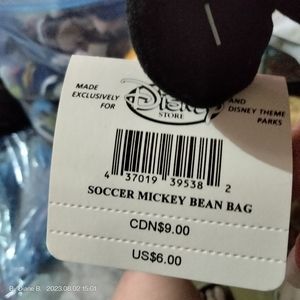 MADE
EXCLUSIVELY
FOR
Disney
STORE
AND
DISNEY THEME
PARKS
4 37019 39538 2
SOCCER MICKEY BEAN BAG
CDN$9.00
US$6.00
By Diane B. 2023.08.02 15:01